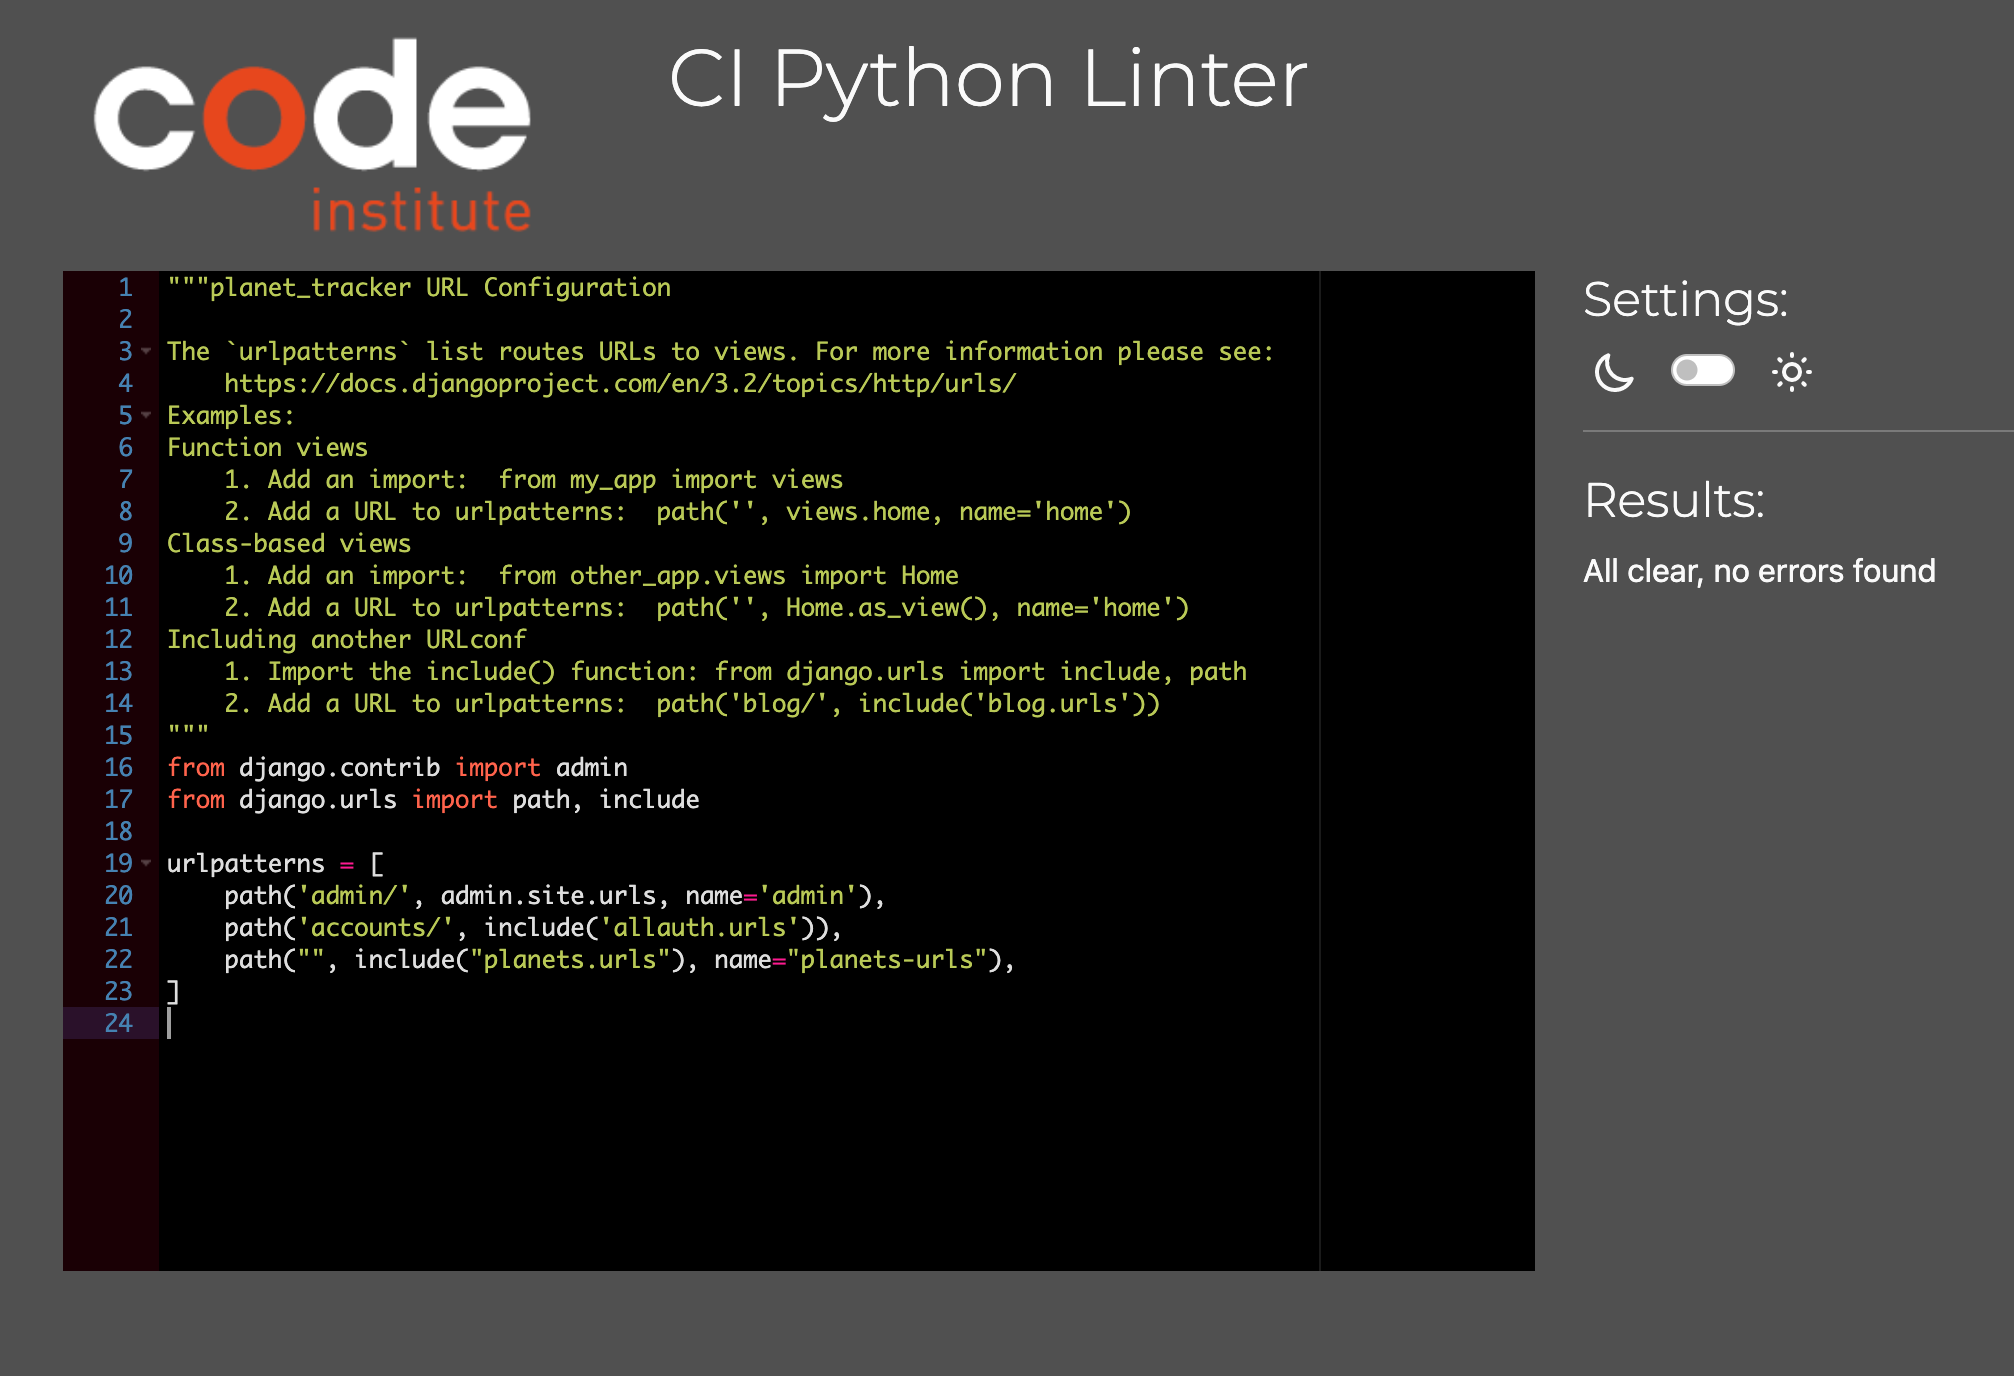 code
institute
CI Python Linter
1 """planet_tracker URL Configuration
2
3 The `urlpatterns` list routes URLs to views. For more information please see:
4     https://docs.djangoproject.com/en/3.2/topics/http/urls/
5 Examples:
6 Function views
7     1. Add an import:  from my_app import views
8     2. Add a URL to urlpatterns:  path('', views.home, name='home')
9 Class-based views
10     1. Add an import:  from other_app.views import Home
11     2. Add a URL to urlpatterns:  path('', Home.as_view(), name='home')
12 Including another URLconf
13     1. Import the include() function: from django.urls import include, path
14     2. Add a URL to urlpatterns:  path('blog/', include('blog.urls'))
15 """
16 from django.contrib import admin
17 from django.urls import path, include
18
19 urlpatterns = [
20     path('admin/', admin.site.urls, name='admin'),
21     path('accounts/', include('allauth.urls')),
22     path("", include("planets.urls"), name="planets-urls"),
23 ]
24
Settings:
Results:
All clear, no errors found